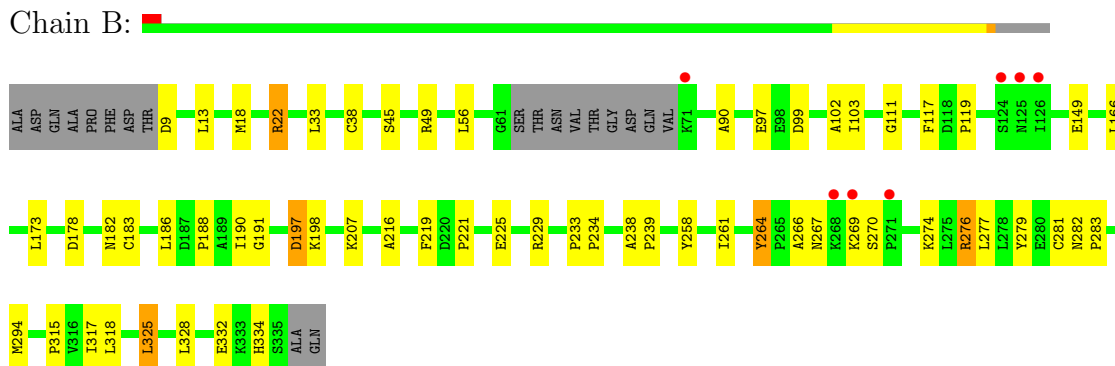 Chain B:
ALA ASP GLN ALA PRO PHE ASP THR D9 L13 M18 R22 L33 C38 S45 R49 L56 G61 SER THR ASN VAL THR GLY ASP GLN VAL K71 A90 E97 E98 D99 A102 I103 G111 F117 D118 P119 S124 N125 I126 E149 L166
L173 D178 N182 C183 L186 D187 P188 A189 I190 G191 D197 K198 K207 A216 F219 D220 P221 E225 R229 P233 P234 A238 P239 Y258 I261 Y264 P265 A266 N267 K268 K269 S270 P271 K274 L275 R276 L277 L278 Y279 E280 C281 N282 P283
M294 P315 V316 I317 L318 L325 L328 E332 K333 H334 S335 ALA GLN